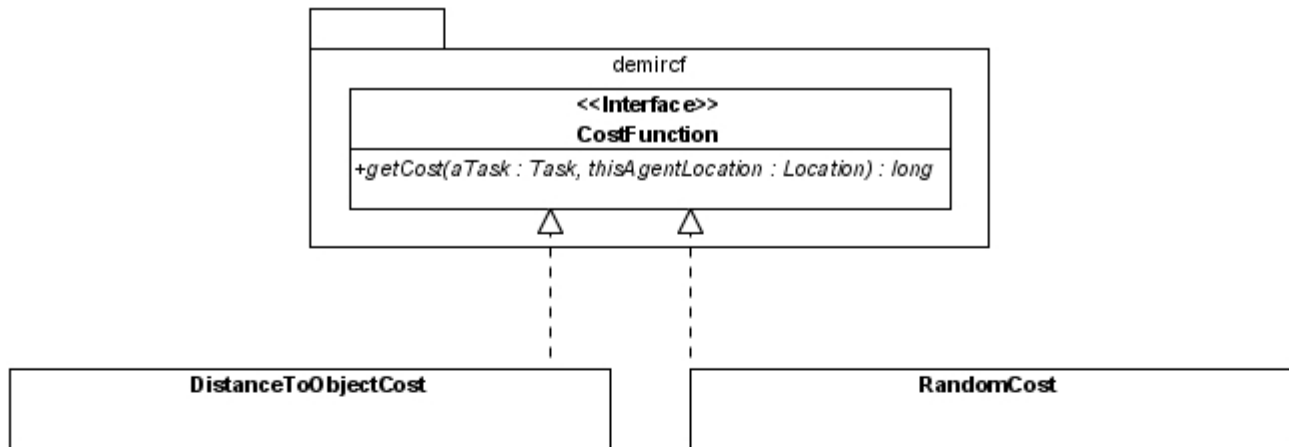 demircf
<<Interface>>
CostFunction
+getCost(aTask : Task, thisAgentLocation : Location) : long
DistanceToObjectCost
RandomCost